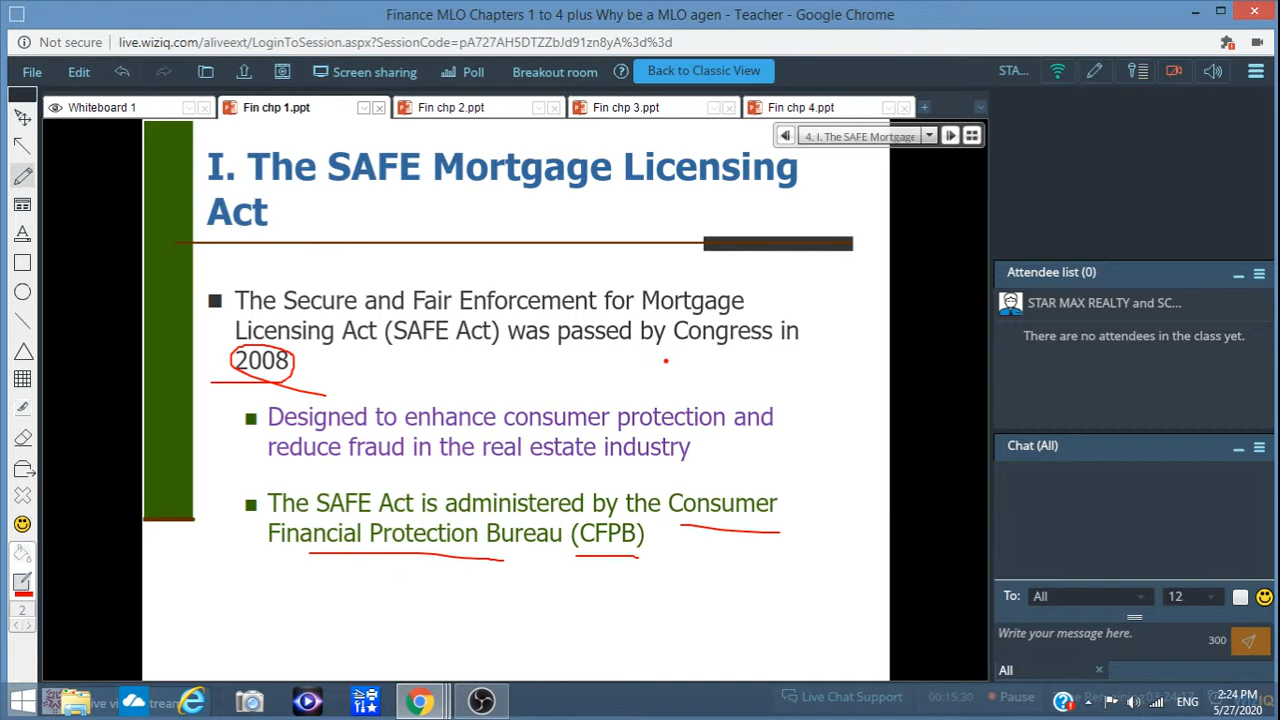 Finance MLO Chapters 1 to 4 plus Why be a MLO agen - Teacher - Google Chrome
Not secure live.wiziq.com/aliveext/LoginToSession.aspx?SessionCode=pA727AH5DTZZbJd91zn8yA%3d%3d
File Edit Screen sharing Poll Breakout room Back to Classic View STA...
Whiteboard 1 Fin chp 1.ppt Fin chp 2.ppt Fin chp 3.ppt Fin chp 4.ppt
4. I. The SAFE Mortgage
I. The SAFE Mortgage Licensing
Act
The Secure and Fair Enforcement for Mortgage
Licensing Act (SAFE Act) was passed by Congress in
2008
Designed to enhance consumer protection and
reduce fraud in the real estate industry
The SAFE Act is administered by the Consumer
Financial Protection Bureau (CFPB)
Attendee list (0)
STAR MAX REALTY and SC...
There are no attendees in the class yet.
Chat (All)
To: All 12
Write your message here. 300
All
2
Live Chat Support 00:15:30 Pause
ENG 2:24 PM
5/27/2020